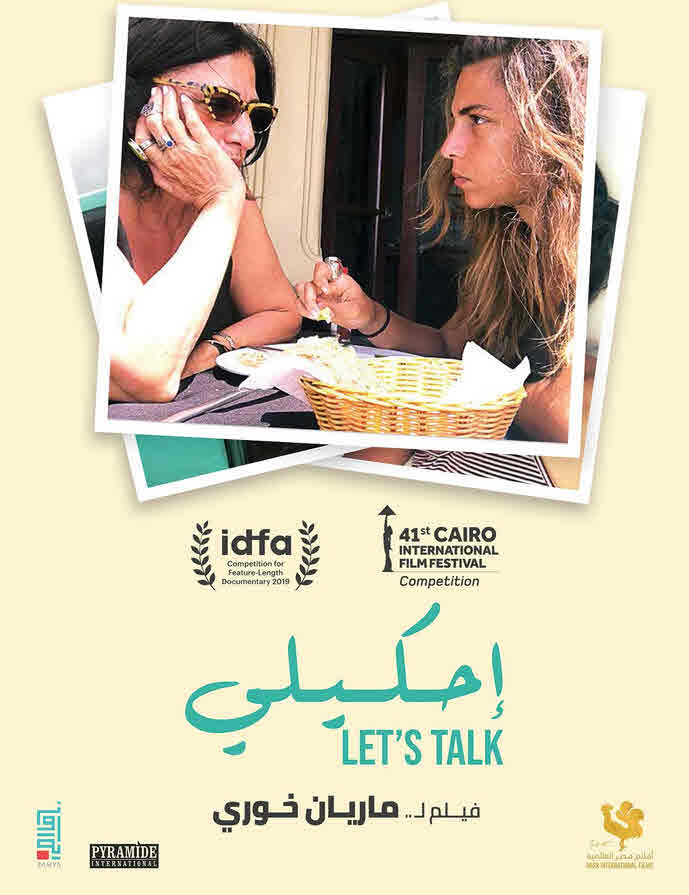 idfa
Competition for
Feature-Length
Documentary 2019
41st CAIRO
INTERNATIONAL
FILM FESTIVAL
Competition
إحكيلي
LET'S TALK
فيلم لـ.. ماريان خوري
PYRAMIDE
INTERNATIONAL
أفلام مصر العالمية
MISR INTERNATIONAL FILMS